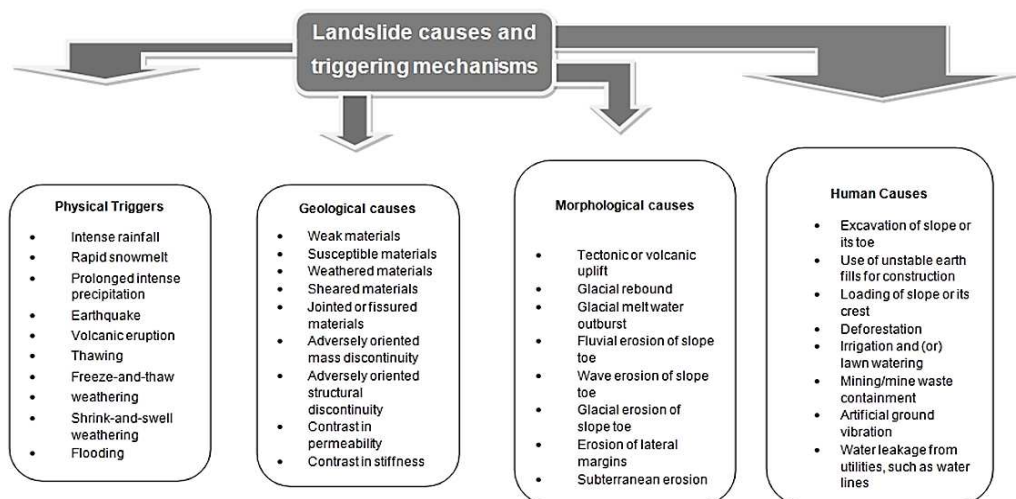 Landslide causes and
triggering mechanisms
Physical Triggers
• Intense rainfall
• Rapid snowmelt
• Prolonged intense
precipitation
• Earthquake
• Volcanic eruption
• Thawing
• Freeze-and-thaw
• weathering
• Shrink-and-swell
weathering
• Flooding
Geological causes
• Weak materials
• Susceptible materials
• Weathered materials
• Sheared materials
• Jointed or fissured
materials
• Adversely oriented
mass discontinuity
• Adversely oriented
structural
discontinuity
• Contrast in
permeability
• Contrast in stiffness
Morphological causes
• Tectonic or volcanic
uplift
• Glacial rebound
• Glacial melt water
outburst
• Fluvial erosion of slope
toe
• Wave erosion of slope
toe
• Glacial erosion of
slope toe
• Erosion of lateral
margins
• Subterranean erosion
Human Causes
• Excavation of slope or
its toe
• Use of unstable earth
fills for construction
• Loading of slope or its
crest
• Deforestation
• Irrigation and (or)
lawn watering
• Mining/mine waste
containment
• Artificial ground
vibration
• Water leakage from
utilities, such as water
lines